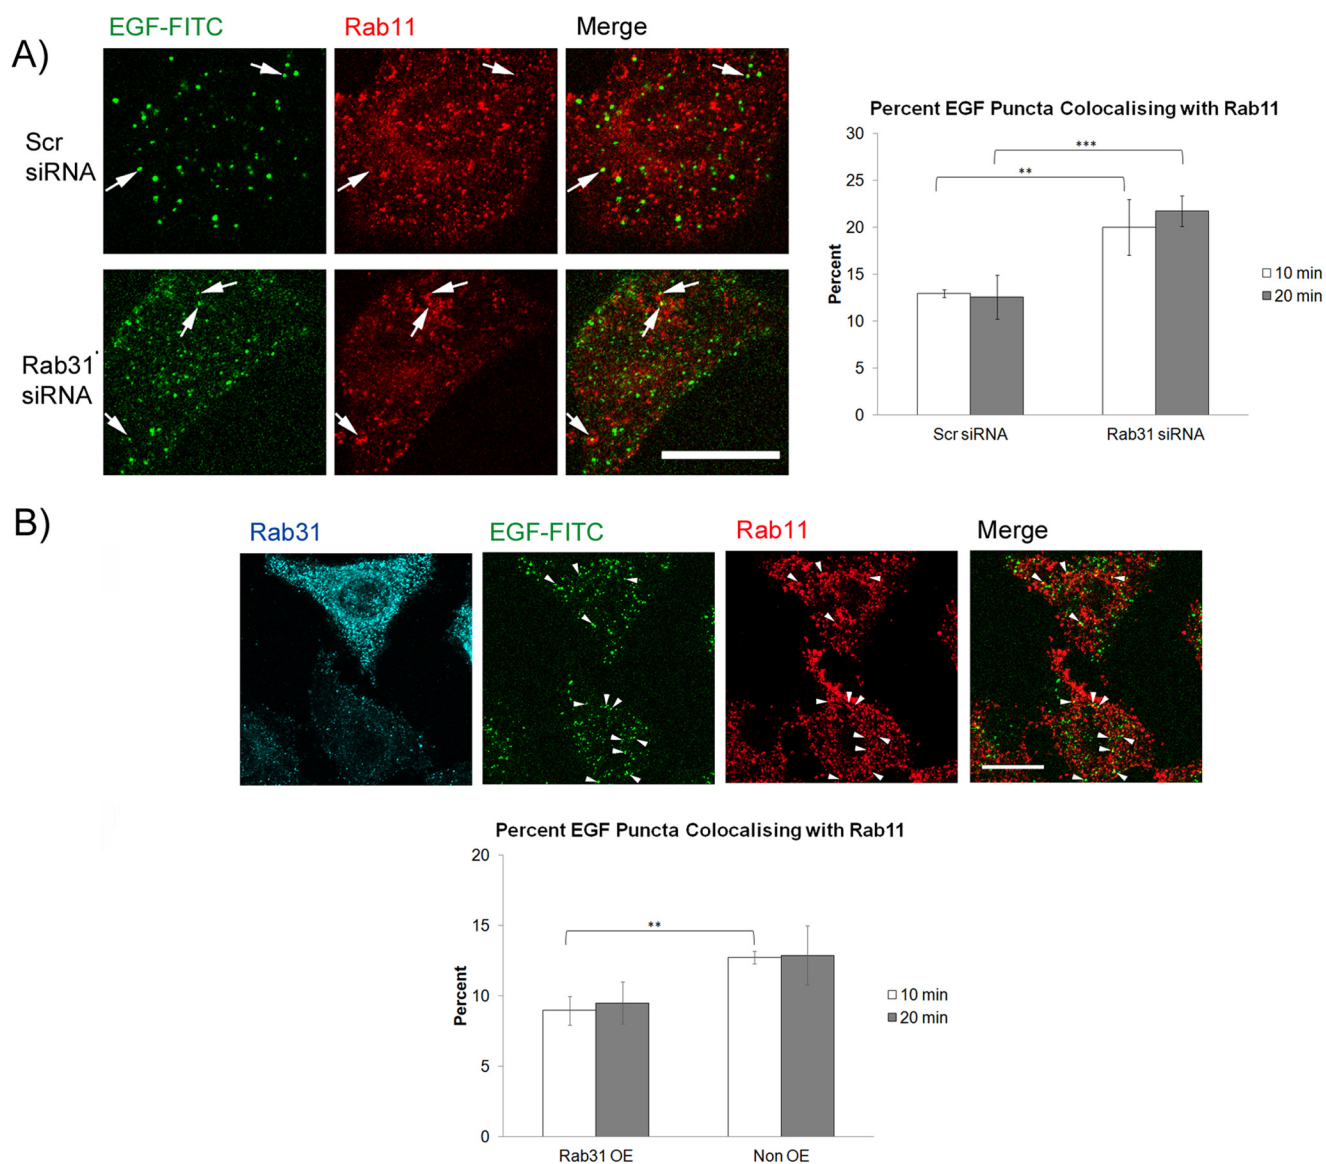 A)
EGF-FITC Rab11 Merge
Scr
siRNA
Rab31
siRNA
Percent EGF Puncta Colocalising with Rab11
30
25
20
15
10
5
0
Percent
**
***
Scr siRNA Rab31 siRNA
10 min
20 min
B)
Rab31 EGF-FITC Rab11 Merge
Percent EGF Puncta Colocalising with Rab11
20
15
10
5
0
Percent
**
Rab31 OE Non OE
10 min
20 min